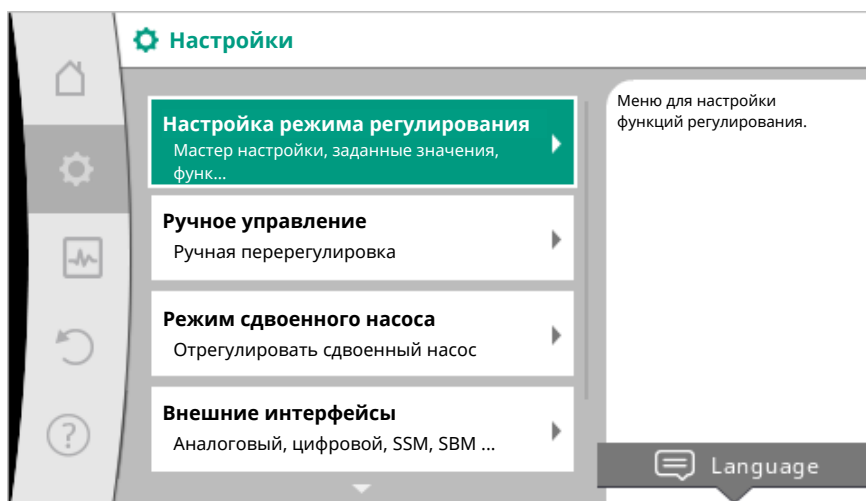 Настройки
Настройка режима регулирования
Мастер настройки, заданные значения,
функ...
Ручное управление
Ручная перерегулировка
Режим сдвоенного насоса
Отрегулировать сдвоенный насос
Внешние интерфейсы
Аналоговый, цифровой, SSM, SBM ...
Меню для настройки
функций регулирования.
Language